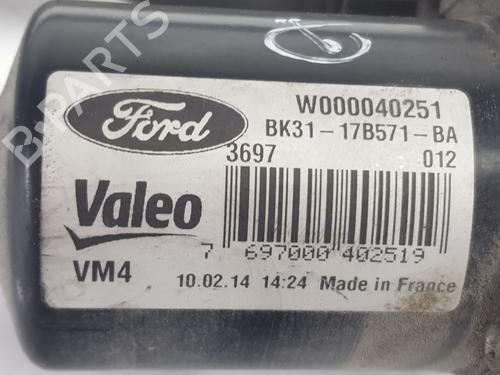 B-PARTS
Ford
W000040251
BK31-17B571-BA
3697 012
Valeo
7 697000 402519
VM4 10.02.14 14:24 Made in France